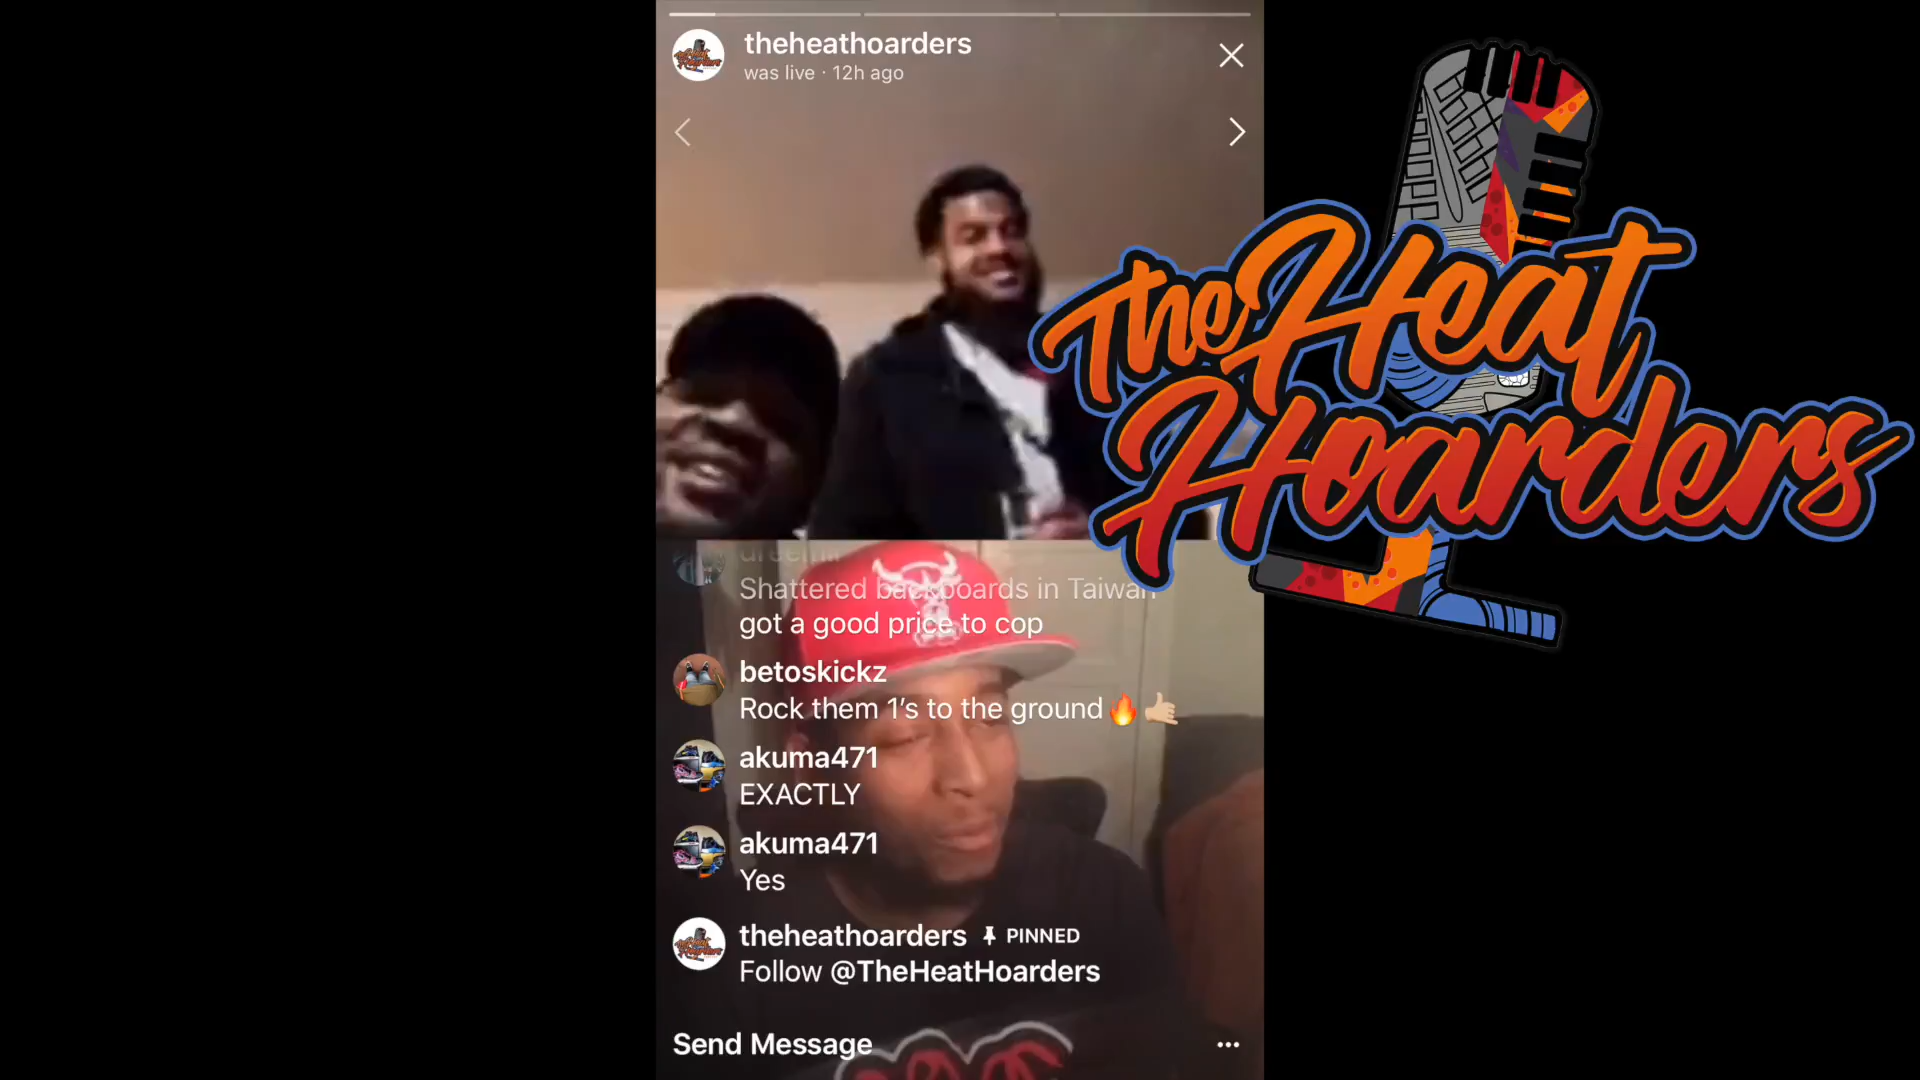 theheathoarders
was live · 12h ago
The Heat
Hoarders
Shattered backboards in Taiwan
got a good price to cop
betoskickz
Rock them 1's to the ground🔥🤙🏼
akuma471
EXACTLY
akuma471
Yes
theheathoarders PINNED
Follow @TheHeatHoarders
Send Message